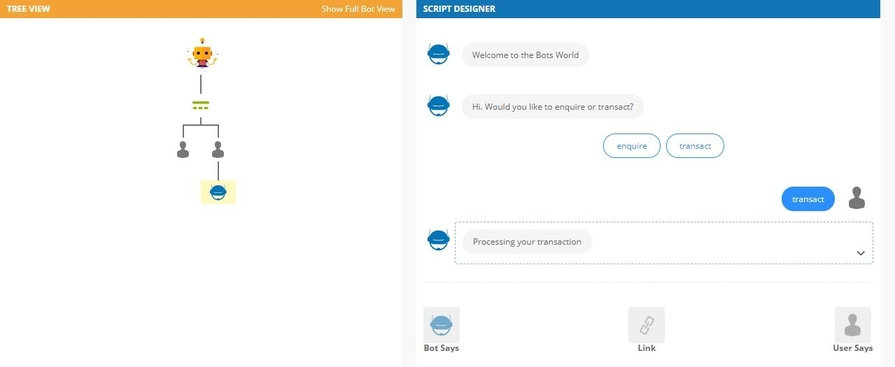 TREE VIEW
Show Full Bot View
SCRIPT DESIGNER
Welcome to the Bots World
Hi. Would you like to enquire or transact?
enquire
transact
transact
Processing your transaction
Bot Says
Link
User Says